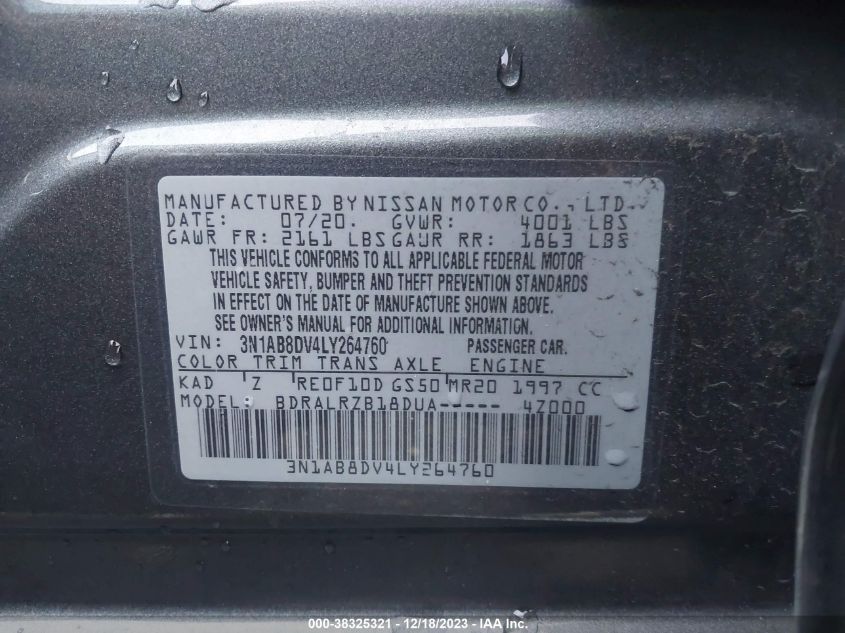 MANUFACTURED BY NISSAN MOTOR CO., LTD.
DATE: 07/20. GVWR: 4001 LBS
GAWR FR: 2161 LBS GAWR RR: 1863 LBS
THIS VEHICLE CONFORMS TO ALL APPLICABLE FEDERAL MOTOR
VEHICLE SAFETY, BUMPER AND THEFT PREVENTION STANDARDS
IN EFFECT ON THE DATE OF MANUFACTURE SHOWN ABOVE.
SEE OWNER'S MANUAL FOR ADDITIONAL INFORMATION.
VIN: 3N1AB8DV4LY264760 PASSENGER CAR.
COLOR TRIM TRANS AXLE ENGINE
KAD Z RE0F10D GS50 MR20 1997 CC
MODEL: BDRALRZB18DUA----- 4Z000
3N1AB8DV4LY264760
000-38325321 - 12/18/2023 - IAA Inc.